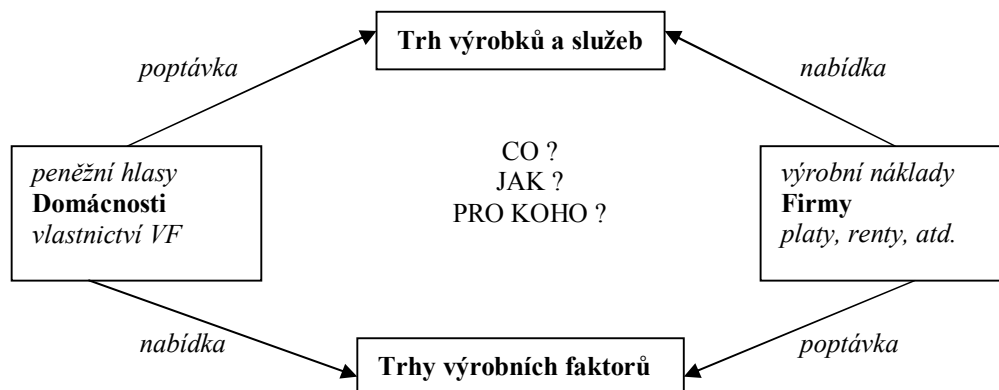 Trh výrobků a služeb
poptávka
nabídka
peněžní hlasy
Domácnosti
vlastnictví VF
CO ?
JAK ?
PRO KOHO ?
výrobní náklady
Firmy
platy, renty, atd.
nabídka
Trhy výrobních faktorů
poptávka